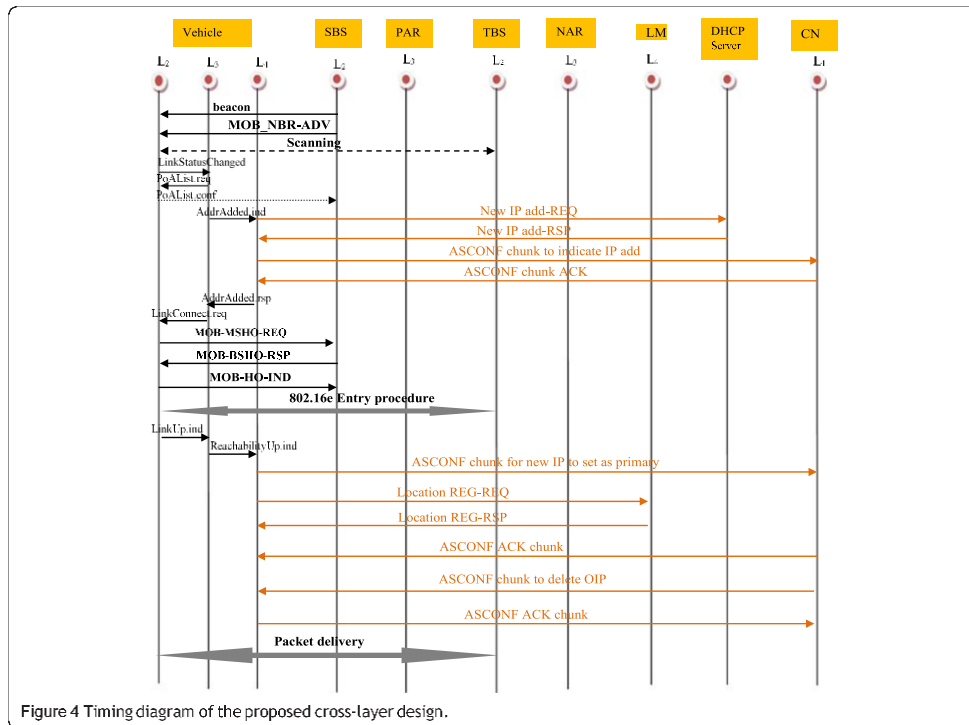 Vehicle SBS PAR TBS NAR LM DHCP Server CN
L2 L3 L4 L2 L3 L2 L3 L4 L4
beacon
MOB_NBR-ADV
Scanning
LinkStatusChanged
PoAList.req
PoAList.conf
AddrAdded.ind
New IP add-REQ
New IP add-RSP
ASCONF chunk to indicate IP add
ASCONF chunk ACK
AddrAdded.rsp
LinkConnect.req
MOB-MSHO-REQ
MOB-BSHO-RSP
MOB-HO-IND
802.16e Entry procedure
LinkUp.ind
ReachabilityUp.ind
ASCONF chunk for new IP to set as primary
Location REG-REQ
Location REG-RSP
ASCONF ACK chunk
ASCONF chunk to delete OIP
ASCONF ACK chunk
Packet delivery
Figure 4 Timing diagram of the proposed cross-layer design.